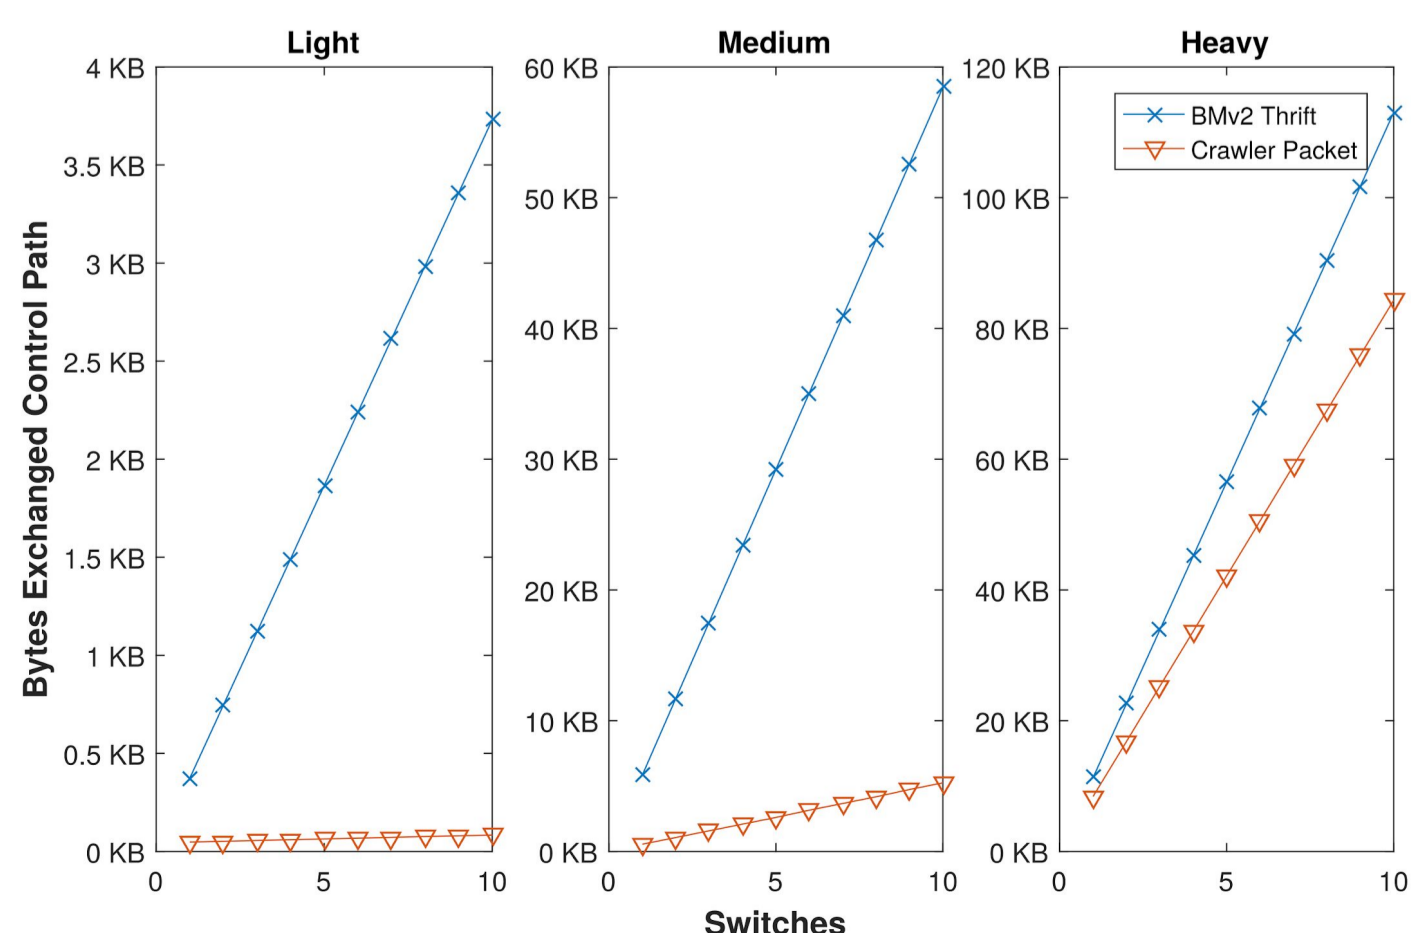 Light
Medium
Heavy
Bytes Exchanged Control Path
4 KB
3.5 KB
3 KB
2.5 KB
2 KB
1.5 KB
1 KB
0.5 KB
0 KB
0
5
10
60 KB
50 KB
40 KB
30 KB
20 KB
10 KB
0 KB
0
5
10
120 KB
100 KB
80 KB
60 KB
40 KB
20 KB
0 KB
0
5
10
BMv2 Thrift
Crawler Packet
Switches